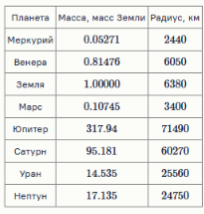 Планета Масса, масс Земли Радиус, км
Меркурий 0.05271 2440
Венера 0.81476 6050
Земля 1.00000 6380
Марс 0.10745 3400
Юпитер 317.94 71490
Сатурн 95.181 60270
Уран 14.535 25560
Нептун 17.135 24750